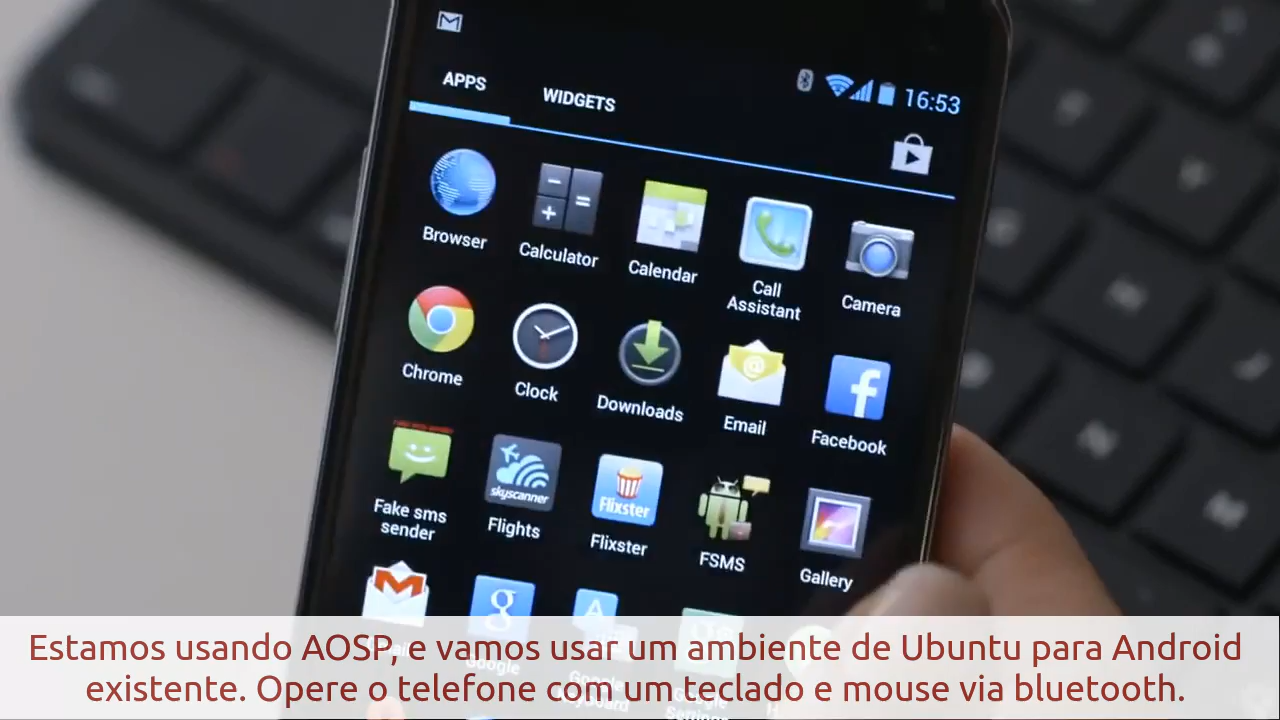 APPS
WIDGETS
16:53
Browser
Calculator
Calendar
Call
Assistant
Camera
Chrome
Clock
Downloads
Email
Facebook
Fake sms
sender
skyscanner
Flights
Flixster
Flixster
FSMS
Gallery
Google
Estamos usando AOSP, e vamos usar um ambiente de Ubuntu para Android
existente. Opere o telefone com um teclado e mouse via bluetooth.